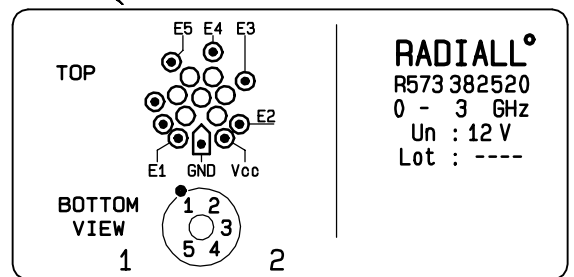 E5 E4 E3
TOP
E2
E1 GND Vcc
BOTTOM
VIEW
1 2
3
5 4
1 2
RADIALL°
R573 382520
0 - 3 GHz
Un : 12 V
Lot : ----